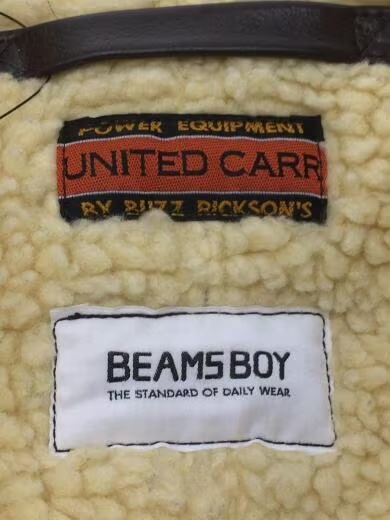 POWER EQUIPMENT
UNITED CARR
BY BUZZ RICKSON'S
BEAMS BOY
THE STANDARD OF DAILY WEAR